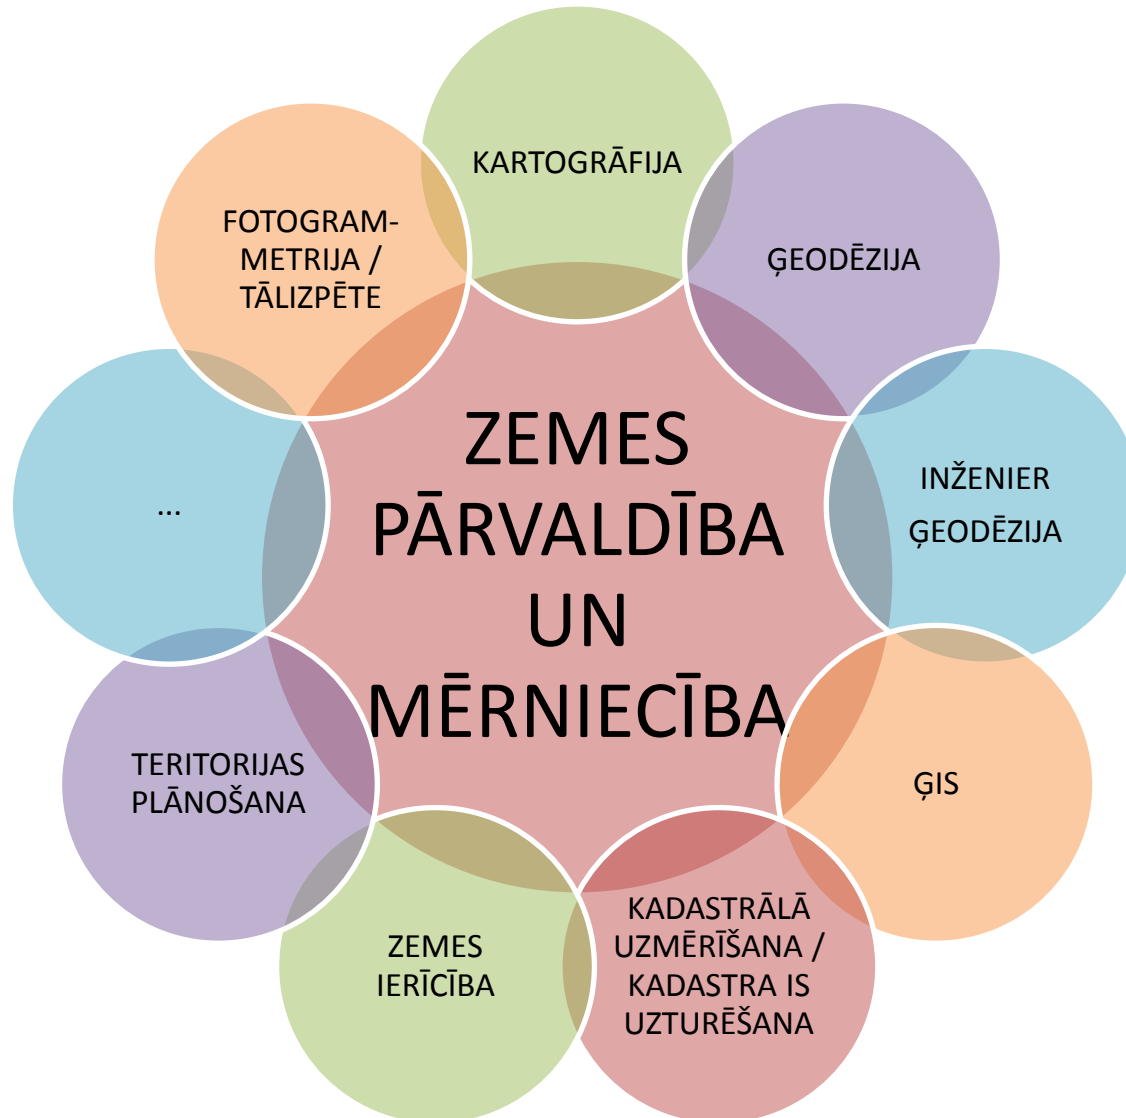 KARTOGRĀFIJA
ĢEODĒZIJA
INŽENIER
ĢEODĒZIJA
ĢIS
KADASTRĀLĀ
UZMĒRĪŠANA /
KADASTRA IS
UZTURĒŠANA
ZEMES
IERĪCĪBA
TERITORIJAS
PLĀNOŠANA
...
FOTOGRAM-
METRIJA /
TĀLIZPĒTE
ZEMES
PĀRVALDĪBA
UN
MĒRNIECĪBA